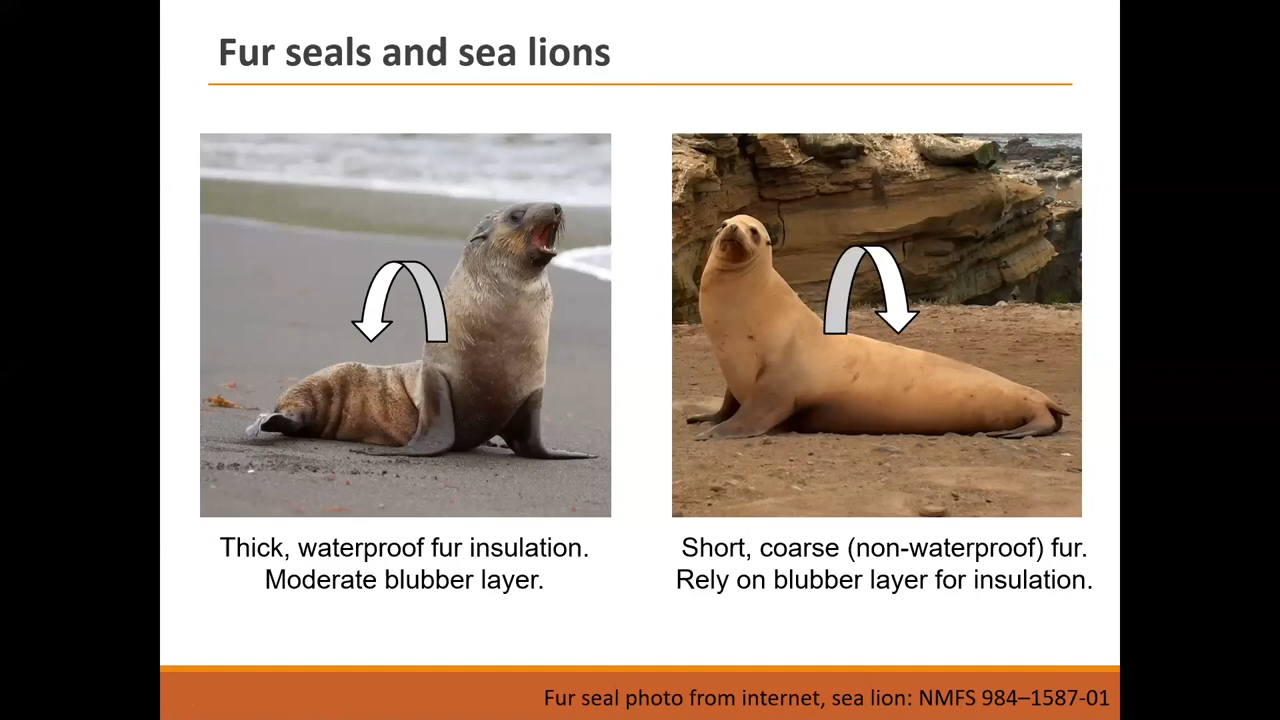 Fur seals and sea lions
Thick, waterproof fur insulation.
Moderate blubber layer.
Short, coarse (non-waterproof) fur.
Rely on blubber layer for insulation.
Fur seal photo from internet, sea lion: NMFS 984–1587-01